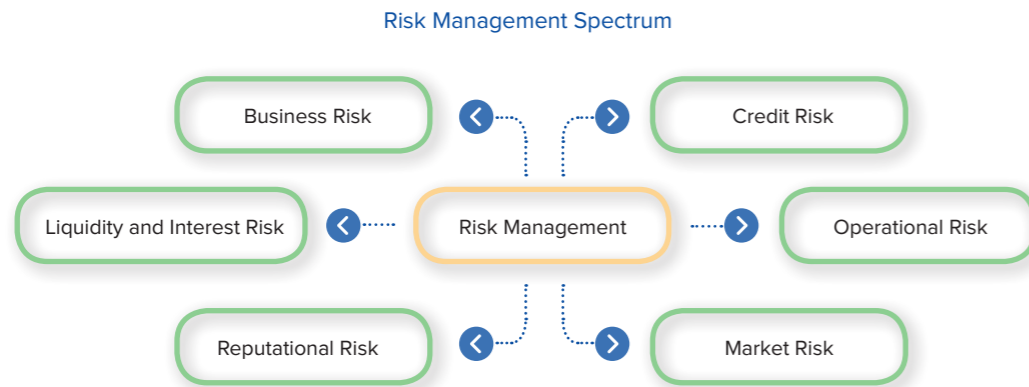 Risk Management Spectrum
Business Risk
Credit Risk
Liquidity and Interest Risk
Risk Management
Operational Risk
Reputational Risk
Market Risk